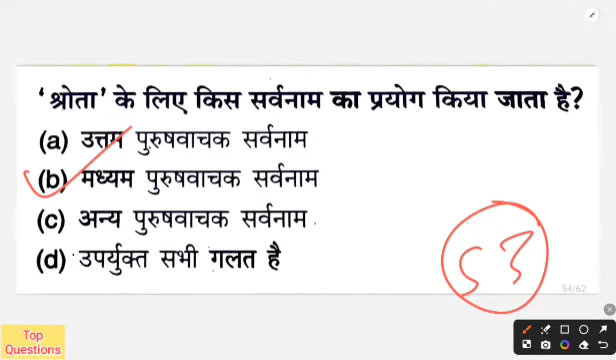 'श्रोता' के लिए किस सर्वनाम का प्रयोग किया जाता है?
(a) उत्तम पुरुषवाचक सर्वनाम
(b) मध्यम पुरुषवाचक सर्वनाम
(c) अन्य पुरुषवाचक सर्वनाम
(d) उपर्युक्त सभी गलत है
53
54/62
Top
Questions